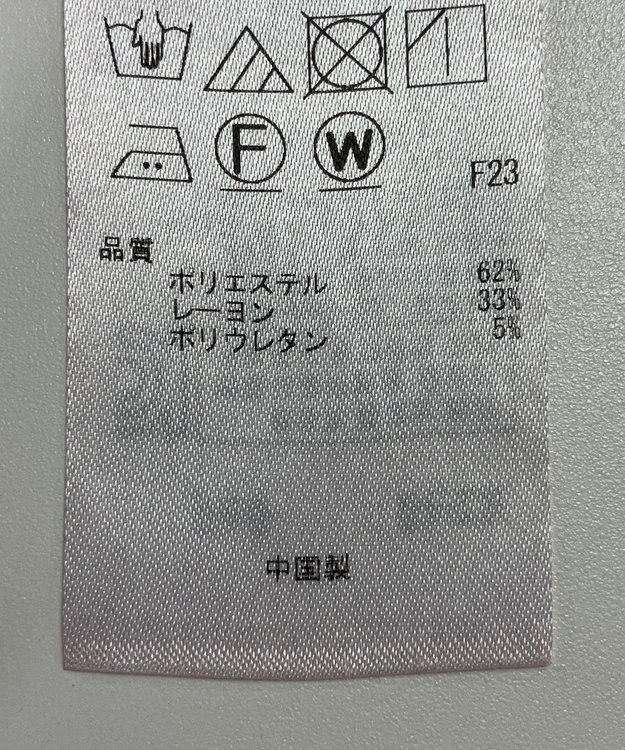 F W
F23
品質
ポリエステル 62%
レーヨン 33%
ポリウレタン 5%
中国製